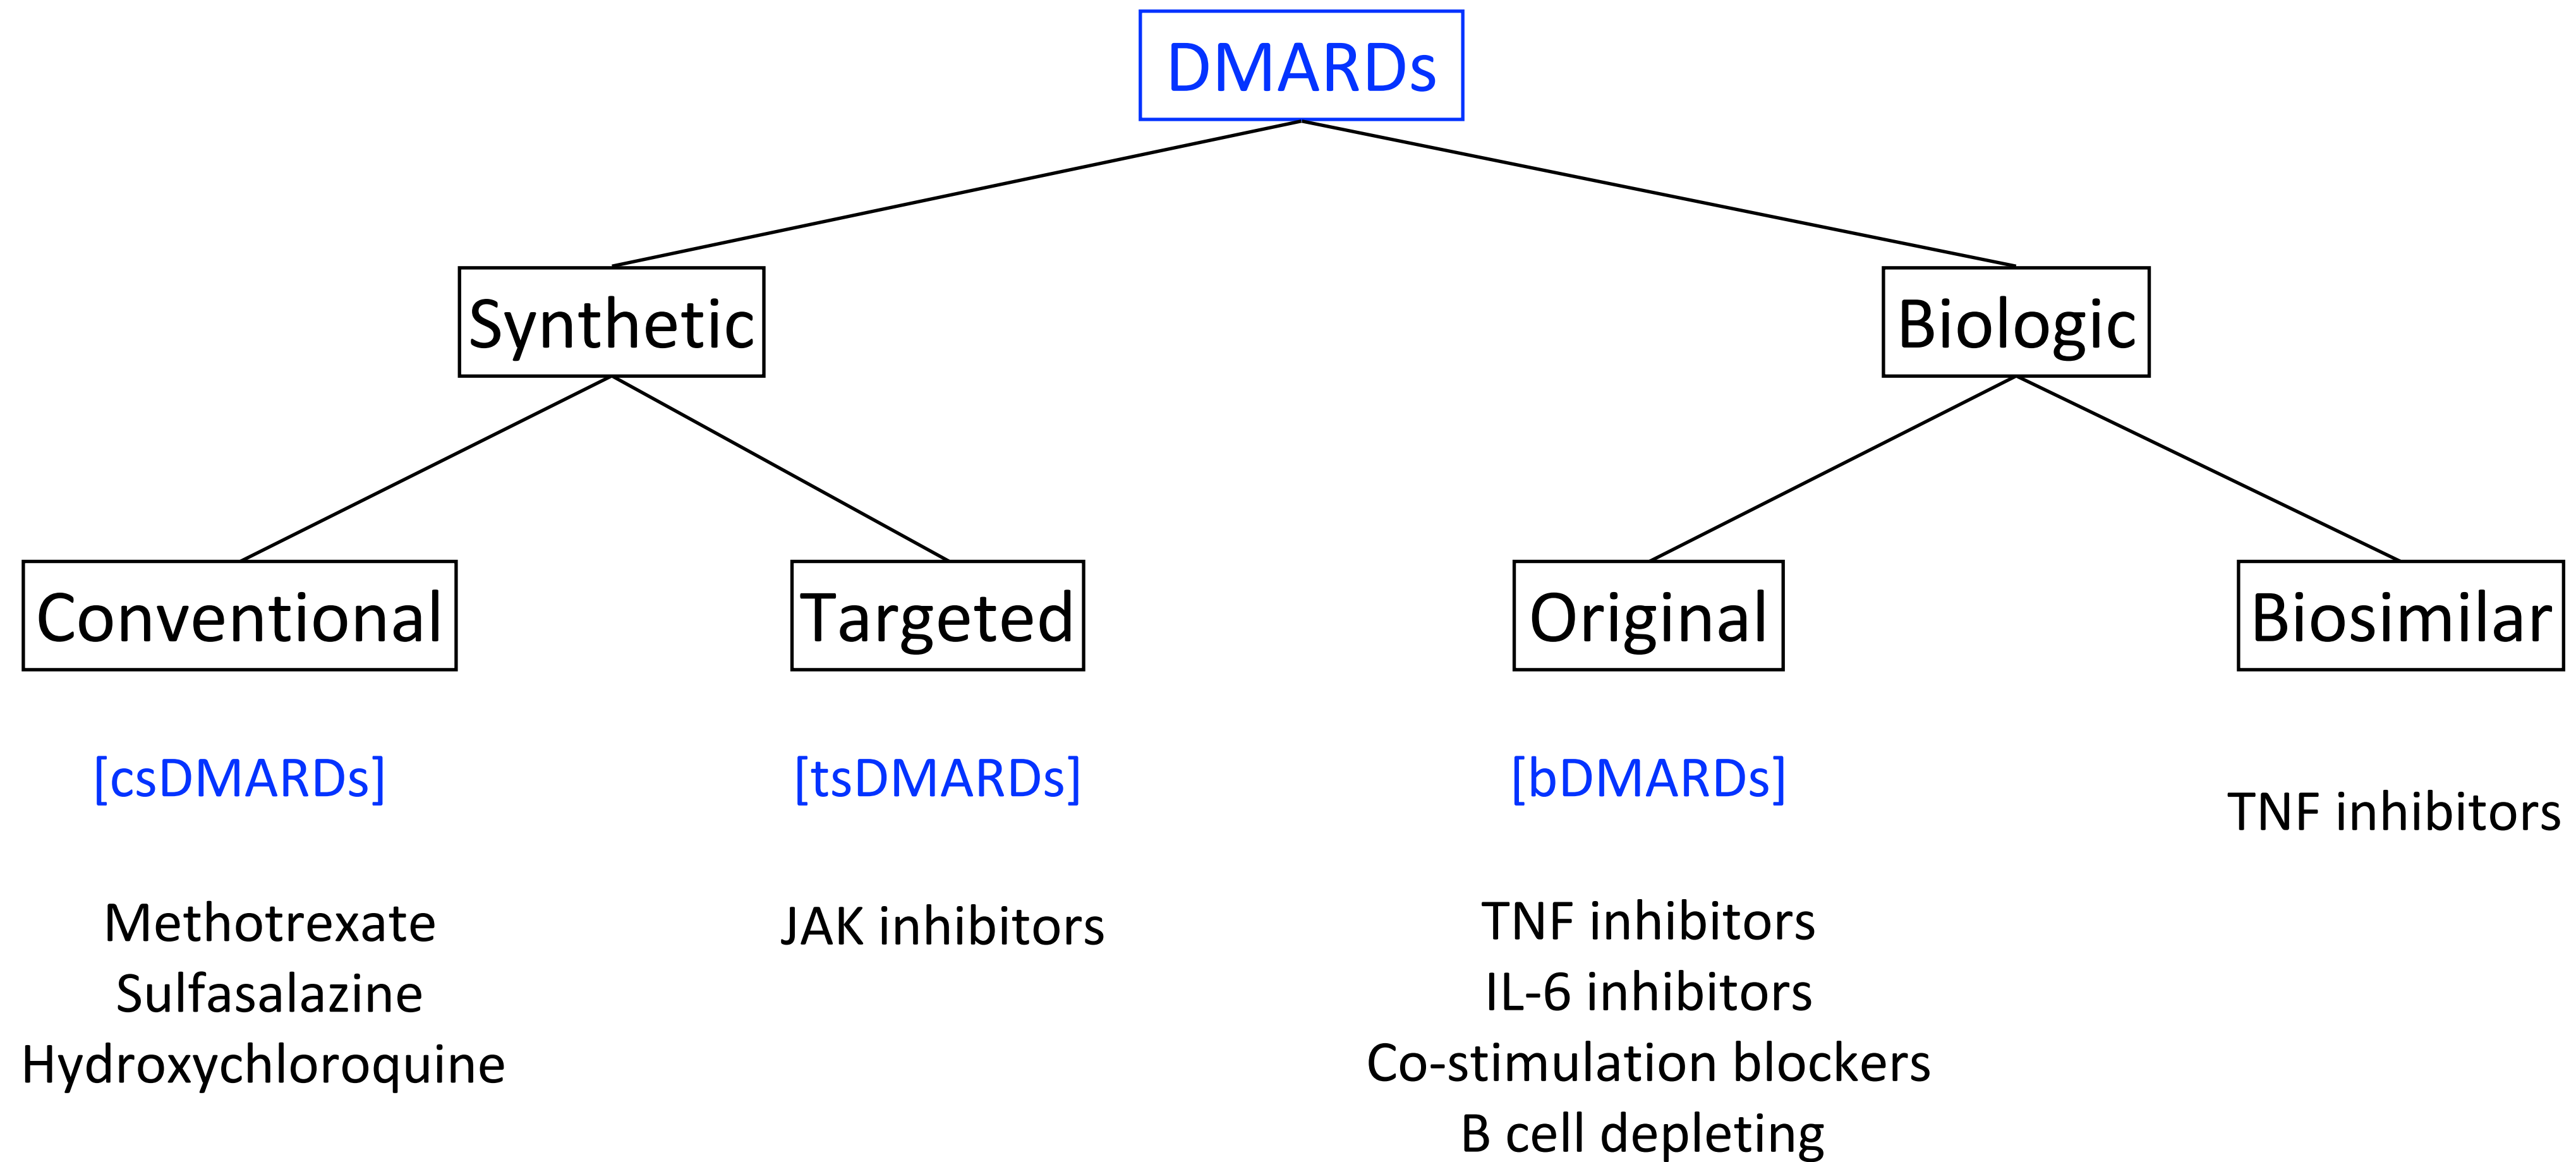 DMARDs
Synthetic
Biologic
Conventional
Targeted
Original
Biosimilar
[csDMARDs]
[tsDMARDs]
[bDMARDs]
TNF inhibitors
Methotrexate
Sulfasalazine
Hydroxychloroquine
JAK inhibitors
TNF inhibitors
IL-6 inhibitors
Co-stimulation blockers
B cell depleting